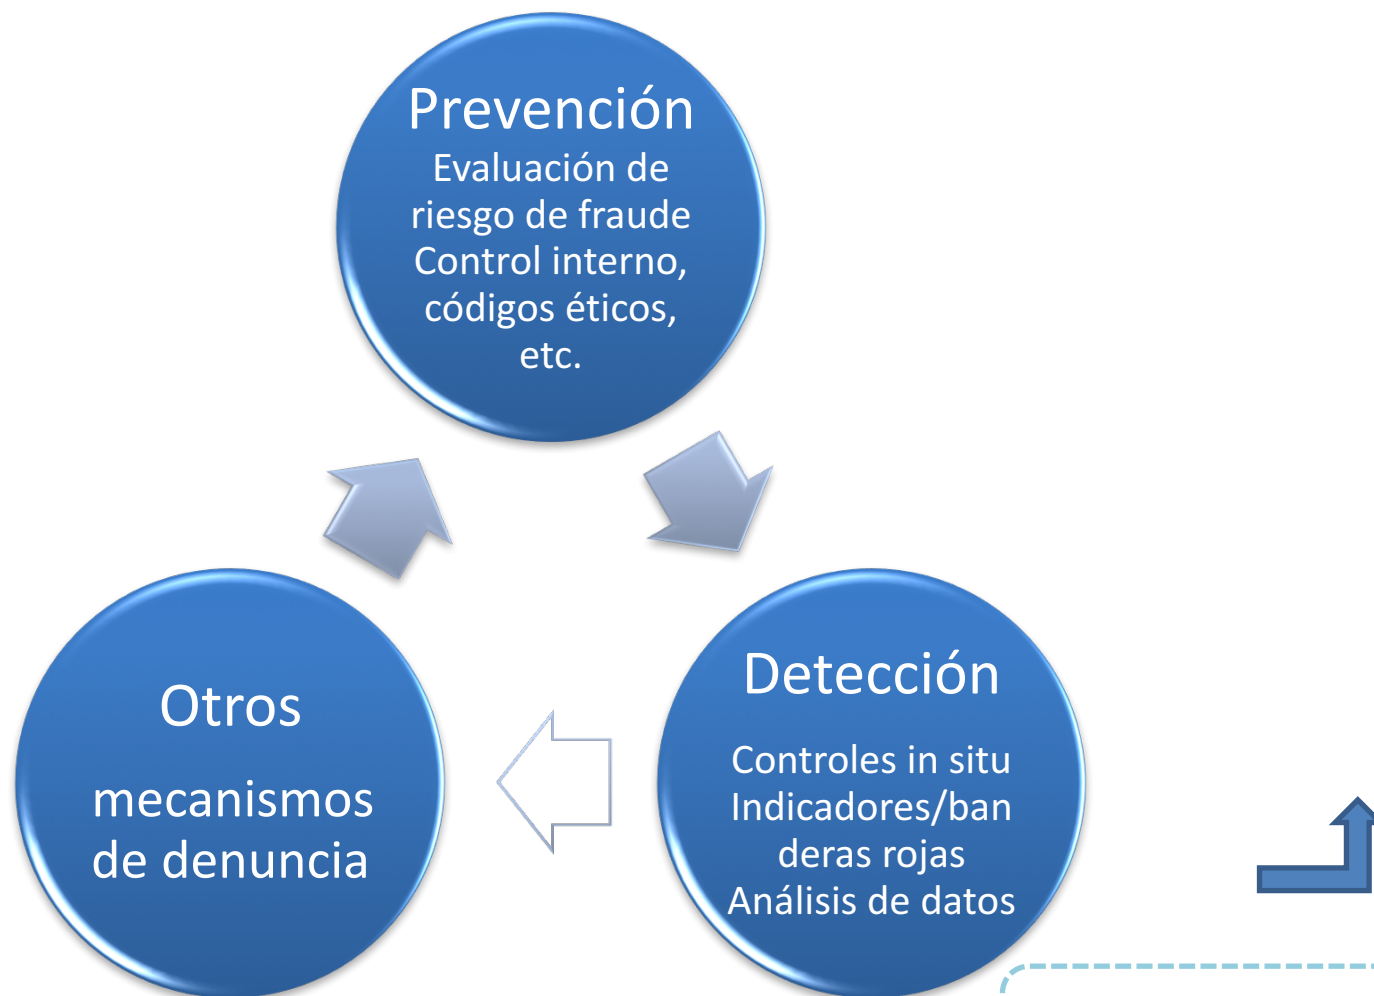 Prevención
Evaluación de
riesgo de fraude
Control interno,
códigos éticos,
etc.
Otros
mecanismos
de denuncia
Detección
Controles in situ
Indicadores/ban
deras rojas
Análisis de datos